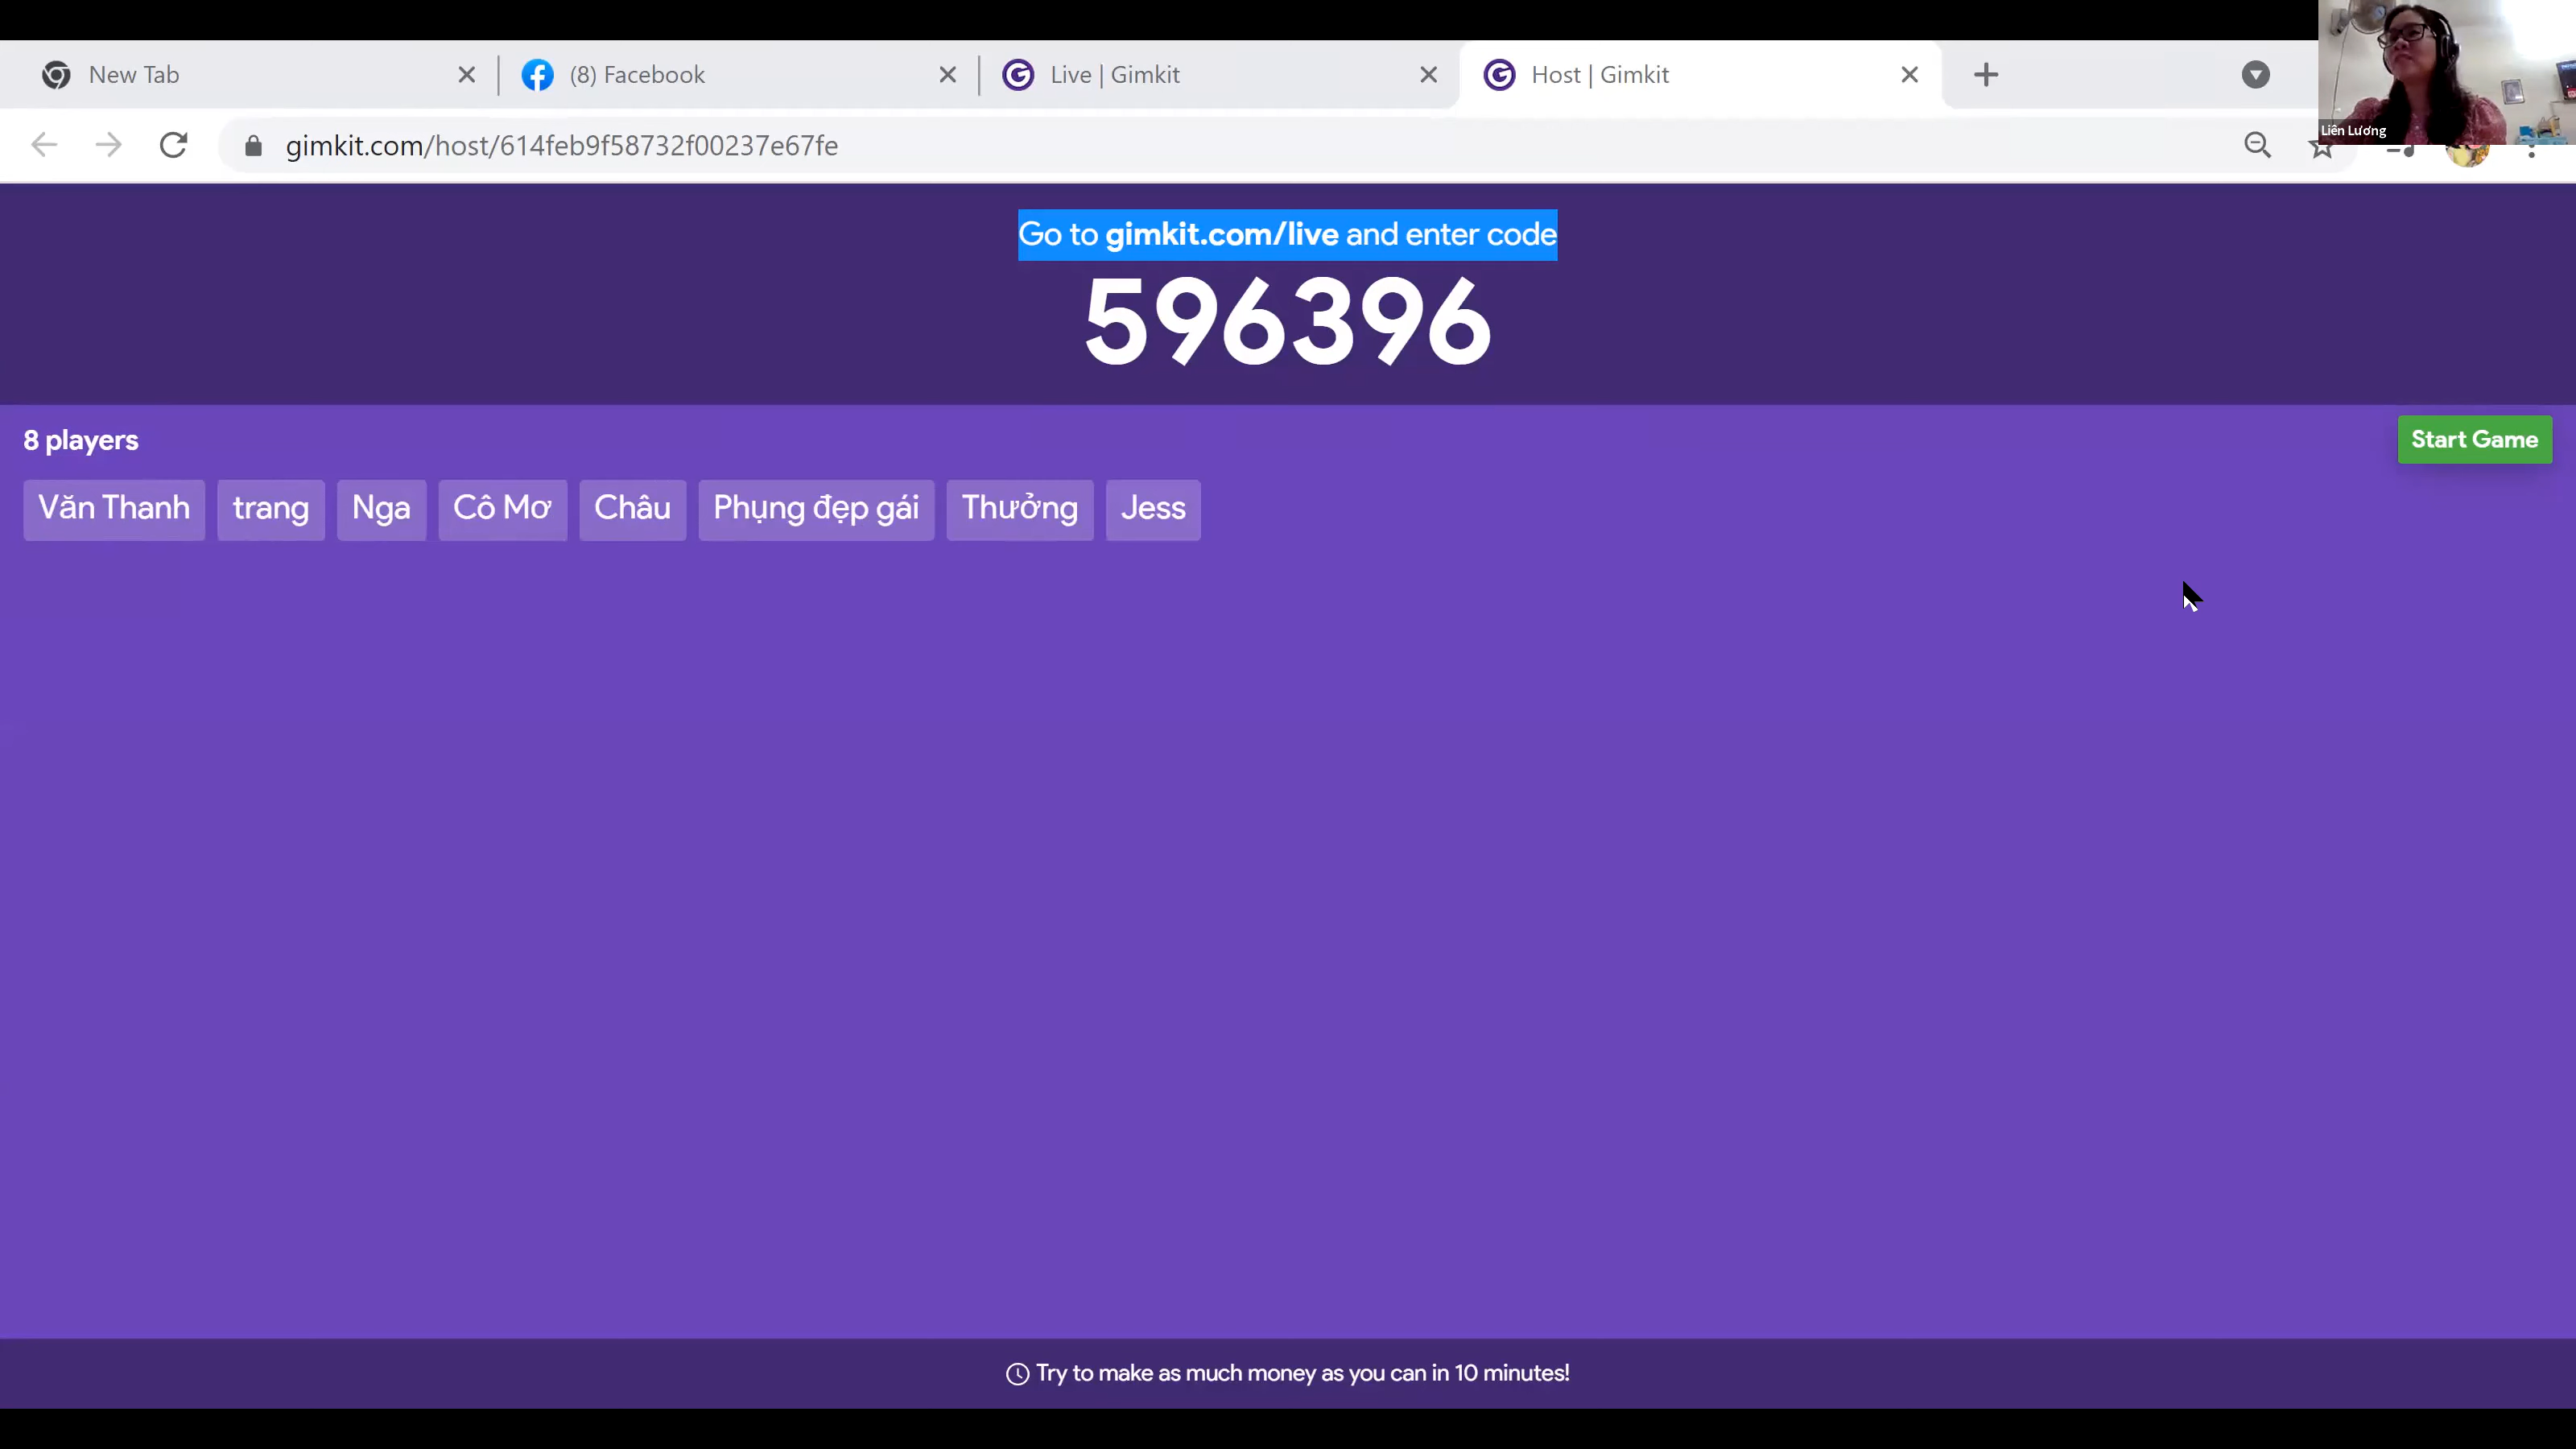 New Tab
(8) Facebook
Live | Gimkit
Host | Gimkit
Liên Lương
gimkit.com/host/614feb9f58732f00237e67fe
Go to gimkit.com/live and enter code
596396
8 players
Start Game
Văn Thanh
trang
Nga
Cô Mơ
Châu
Phụng đẹp gái
Thưởng
Jess
Try to make as much money as you can in 10 minutes!